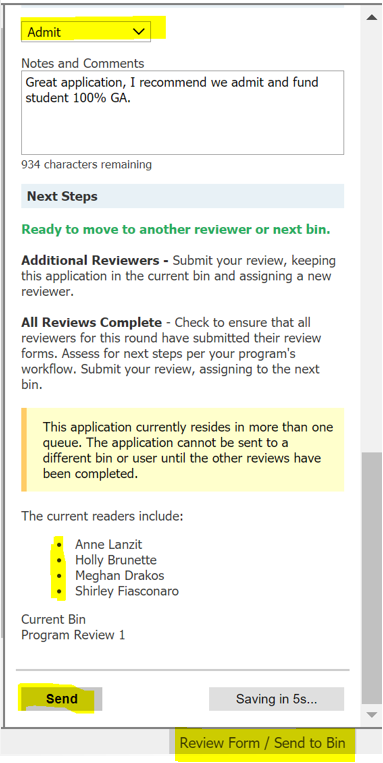 Admit
Notes and Comments
Great application, I recommend we admit and fund
student 100% GA.
934 characters remaining
Next Steps
Ready to move to another reviewer or next bin.
Additional Reviewers - Submit your review, keeping
this application in the current bin and assigning a new
reviewer.
All Reviews Complete - Check to ensure that all
reviewers for this round have submitted their review
forms. Assess for next steps per your program's
workflow. Submit your review, assigning to the next
bin.
This application currently resides in more than one
queue. The application cannot be sent to a
different bin or user until the other reviews have
been completed.
The current readers include:
• Anne Lanzit
• Holly Brunette
• Meghan Drakos
• Shirley Fiasconaro
Current Bin
Program Review 1
Send
Saving in 5s...
Review Form / Send to Bin